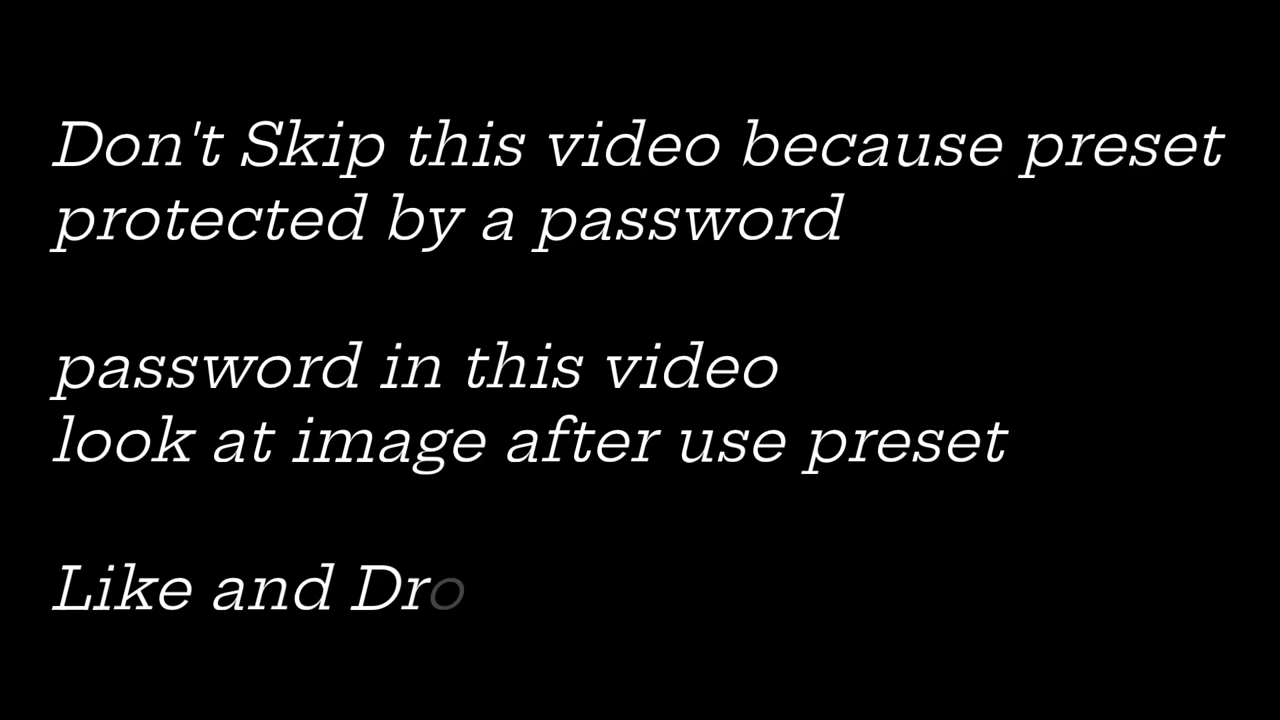 Don't Skip this video because preset
protected by a password
password in this video
look at image after use preset
Like and Dro